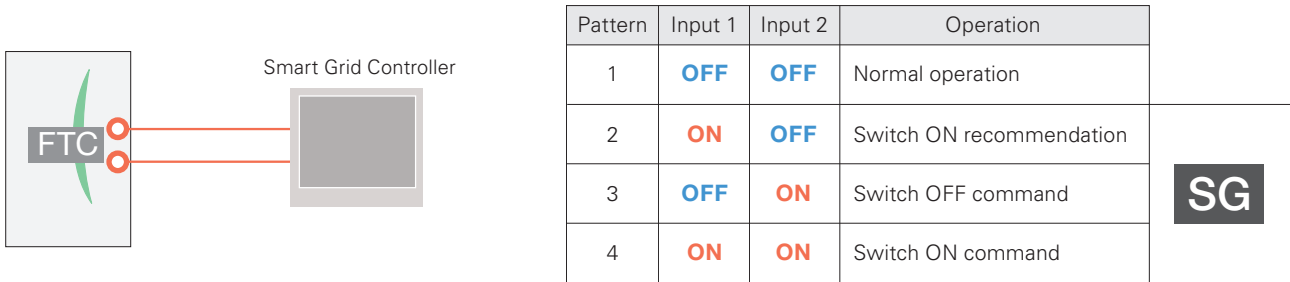 Smart Grid Controller
FTC
Pattern Input 1 Input 2 Operation
1 OFF OFF Normal operation
2 ON OFF Switch ON recommendation
3 OFF ON Switch OFF command
4 ON ON Switch ON command
SG